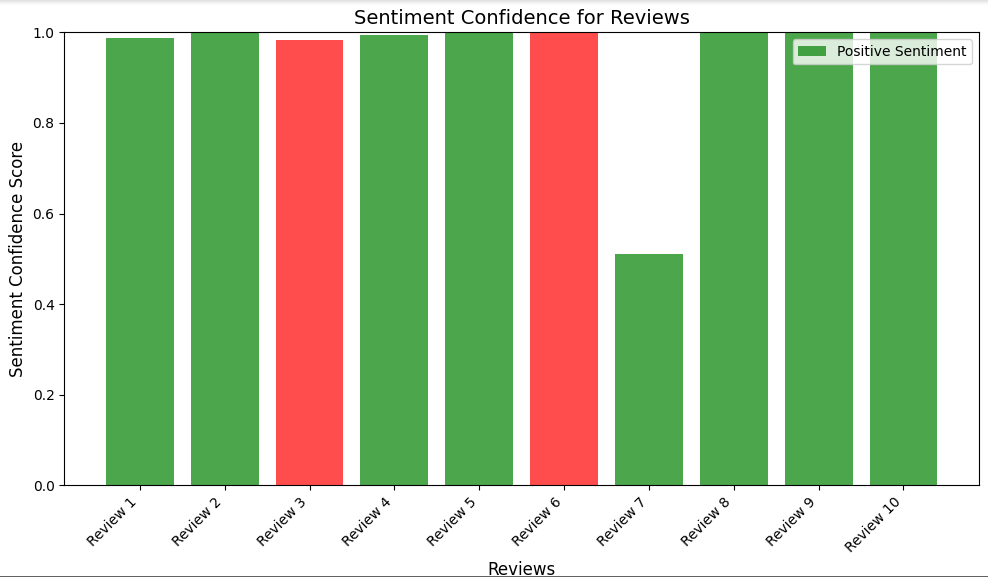 Sentiment Confidence for Reviews
Positive Sentiment
Sentiment Confidence Score
1.0
0.8
0.6
0.4
0.2
0.0
Review 1
Review 2
Review 3
Review 4
Review 5
Review 6
Review 7
Review 8
Review 9
Review 10
Reviews